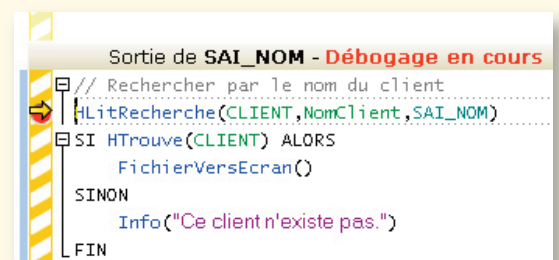 Sortie de SAI_NOM - Débogage en cours
// Rechercher par le nom du client
HLitRecherche(CLIENT,NomClient,SAI_NOM)
SI HTrouve(CLIENT) ALORS
FichierVersEcran()
SINON
Info("Ce client n'existe pas.")
FIN